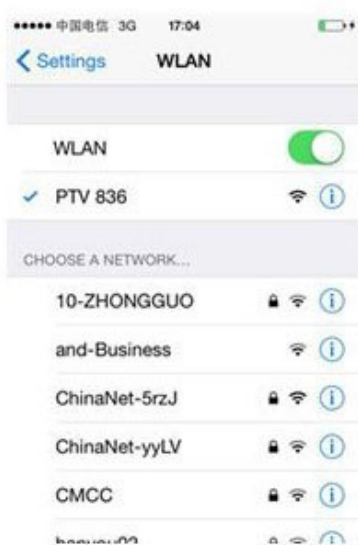 中国电信 3G 17:04
Settings WLAN
WLAN
PTV 836
CHOOSE A NETWORK...
10-ZHONGGUO
and-Business
ChinaNet-5rzJ
ChinaNet-yyLV
CMCC